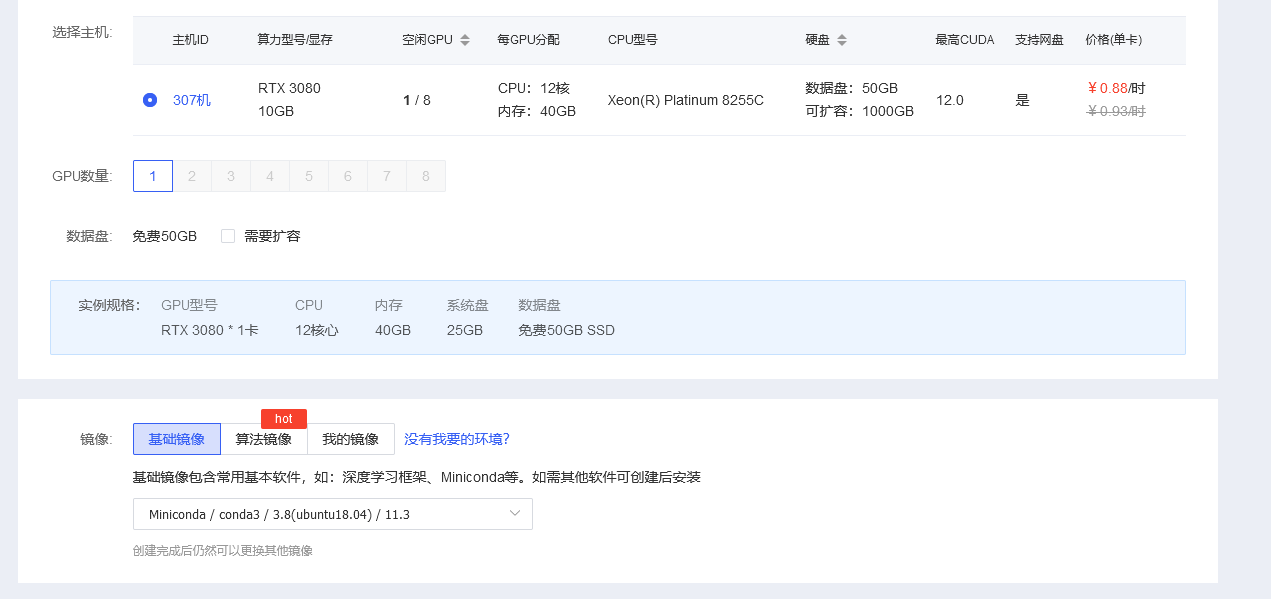 选择主机:
主机ID 算力型号/显存 空闲GPU 每GPU分配 CPU型号 硬盘 最高CUDA 支持网盘 价格(单卡)
307机 RTX 3080 10GB 1 / 8 CPU：12核 内存：40GB Xeon(R) Platinum 8255C 数据盘：50GB 可扩容：1000GB 12.0 是 ￥0.88/时 ￥0.93/时
GPU数量: 1 2 3 4 5 6 7 8
数据盘: 免费50GB 需要扩容
实例规格： GPU型号 CPU 内存 系统盘 数据盘
RTX 3080 * 1卡 12核心 40GB 25GB 免费50GB SSD
hot
镜像: 基础镜像 算法镜像 我的镜像 没有我要的环境?
基础镜像包含常用基本软件，如：深度学习框架、Miniconda等。如需其他软件可创建后安装
Miniconda / conda3 / 3.8(ubuntu18.04) / 11.3
创建完成后仍然可以更换其他镜像